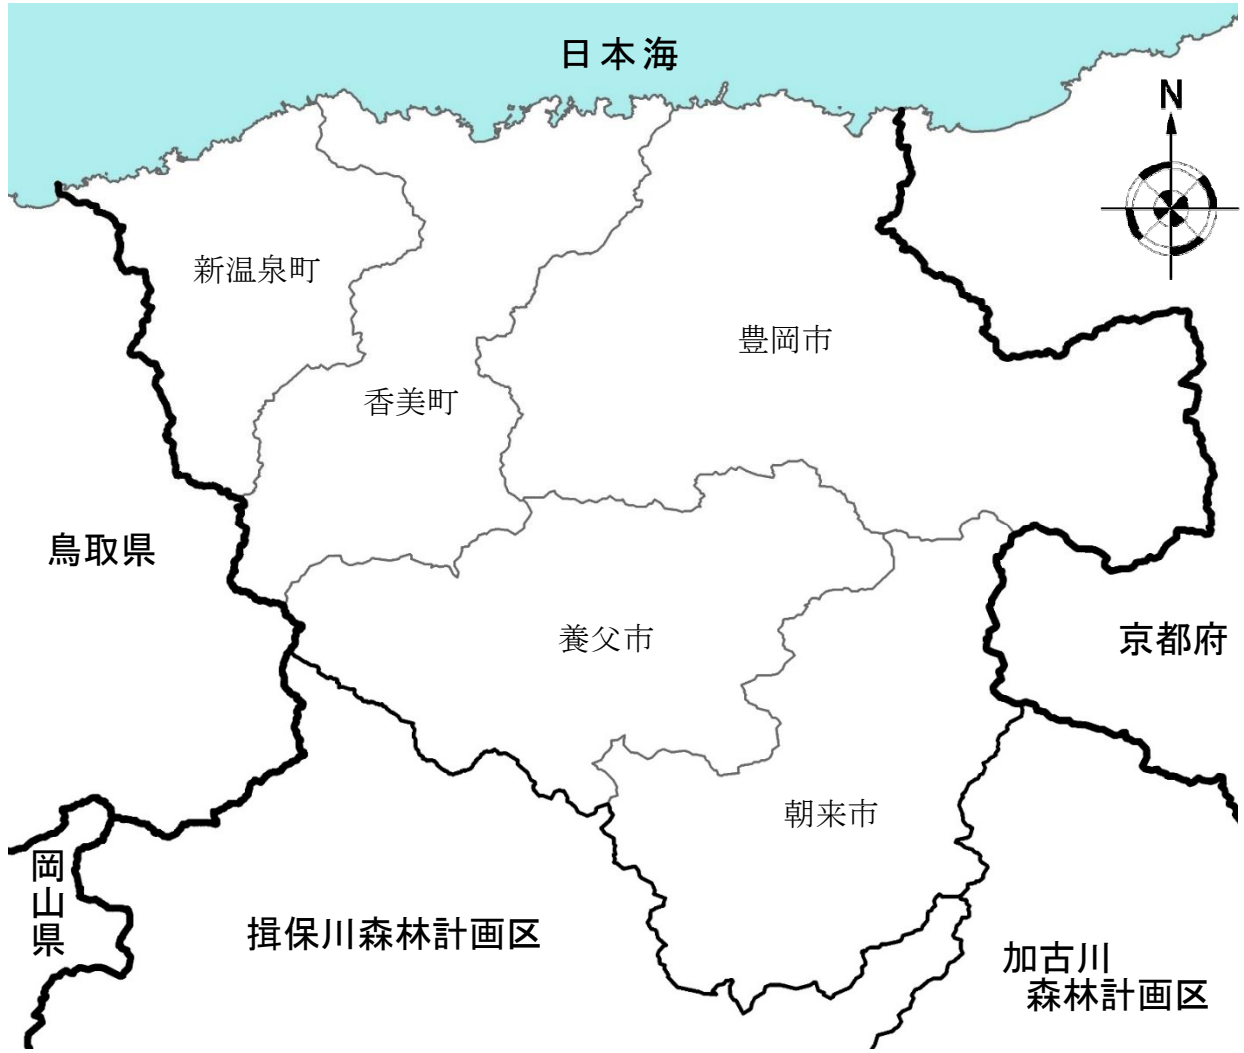 日本海
N
新温泉町
豊岡市
香美町
鳥取県
養父市
京都府
朝来市
岡山県
揖保川森林計画区
加古川
森林計画区